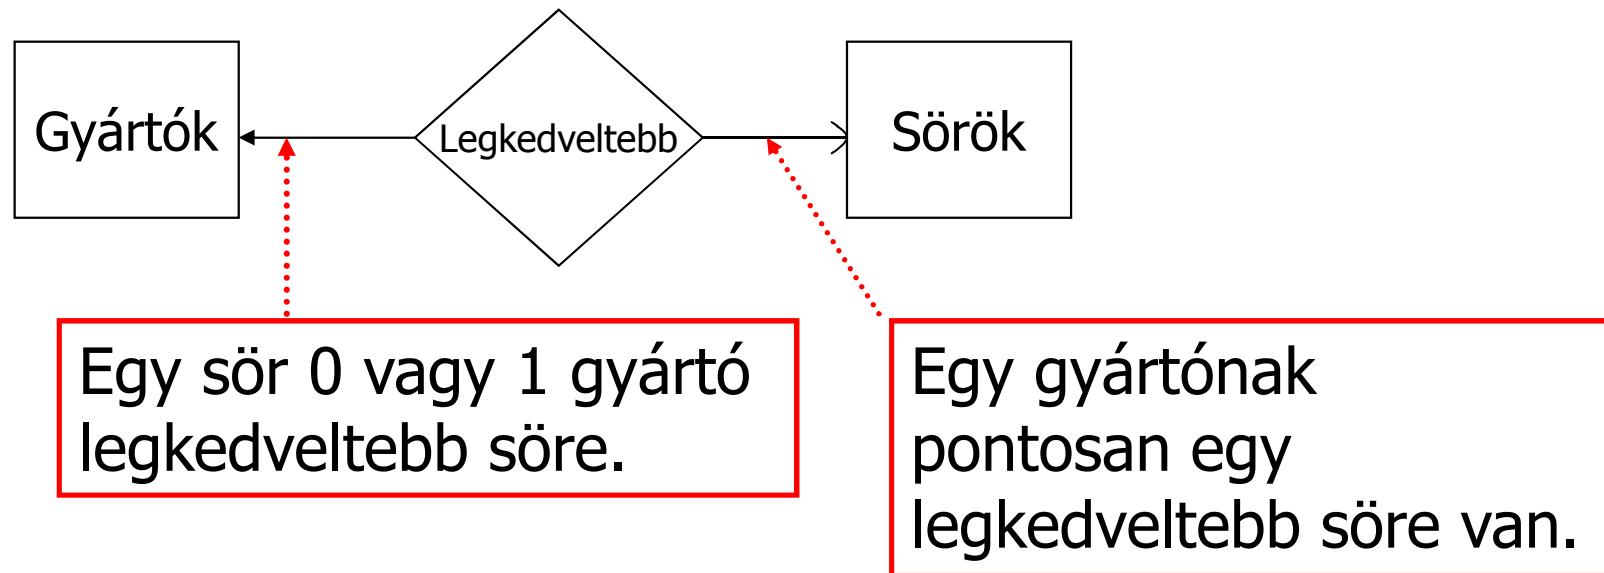 Gyártók
Legkedveltebb
Sörök
Egy sör 0 vagy 1 gyártó
legkedveltebb söre.
Egy gyártónak
pontosan egy
legkedveltebb söre van.